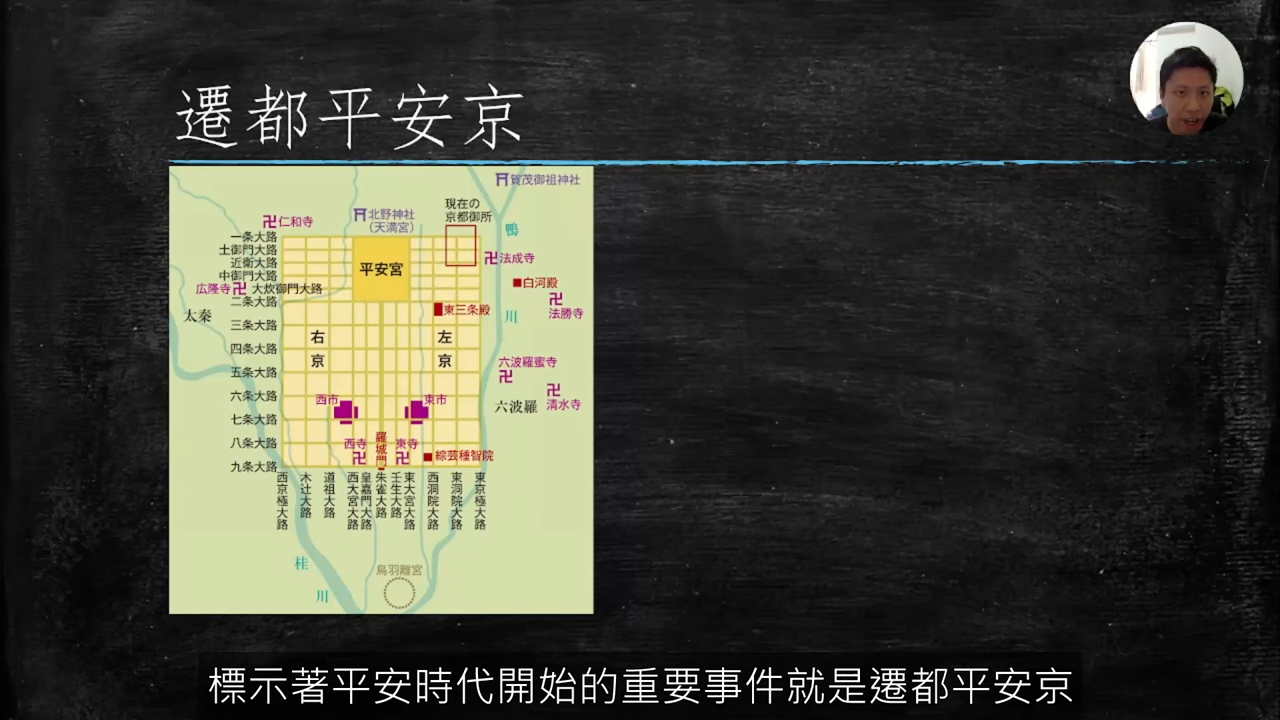 遷都平安京
賀茂御祖神社
現在の
京都御所
北野神社
（天満宮）
仁和寺
鴨
川
一条大路
土御門大路
近衛大路
中御門大路
広隆寺
大炊御門大路
二条大路
三条大路
四条大路
五条大路
六条大路
七条大路
八条大路
九条大路
太秦
平安宮
法成寺
白河殿
法勝寺
東三条殿
右京
左京
六波羅蜜寺
六波羅
清水寺
西市
東市
西寺
羅城門
東寺
綜芸種智院
西京極大路
木辻大路
道祖大路
西大宮大路
皇嘉門大路
朱雀大路
壬生大路
東大宮大路
西洞院大路
東洞院大路
東京極大路
桂
川
鳥羽離宮
標示著平安時代開始的重要事件就是遷都平安京